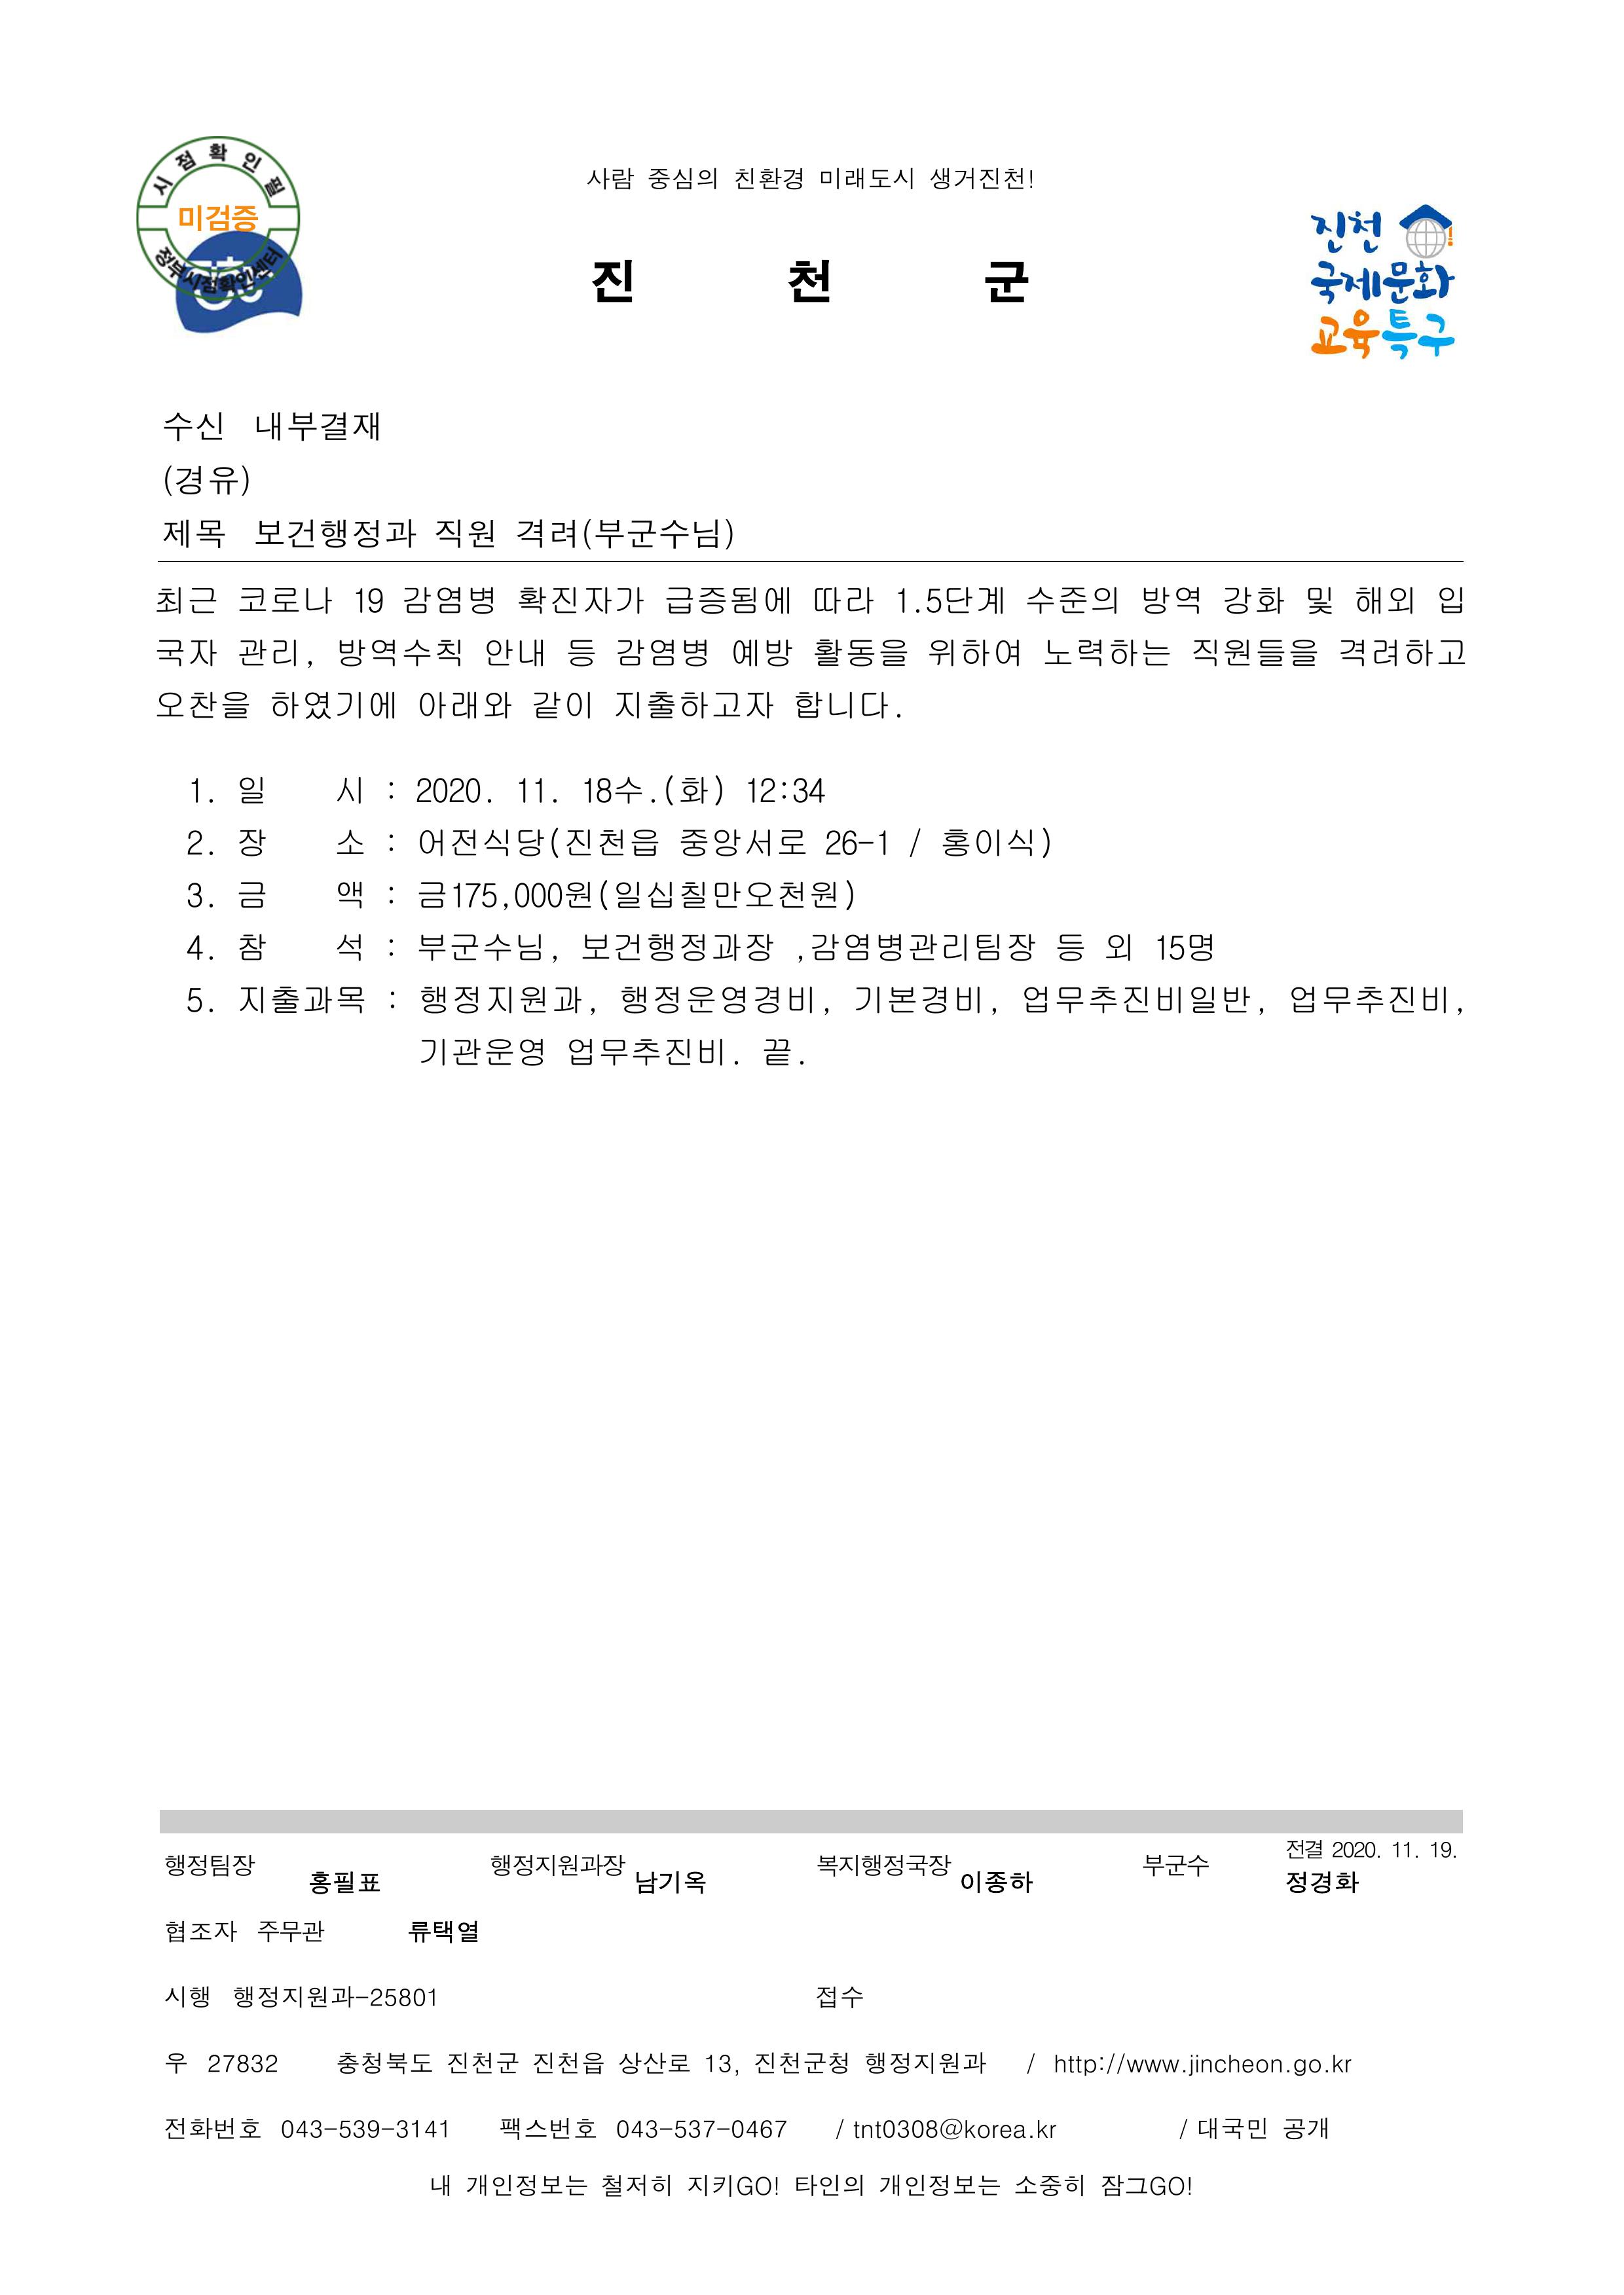 시점확인필
미검증
정부시점확인센터
사람 중심의 친환경 미래도시 생거진천!
진 천 군
진천
국제문화
교육특구
수신 내부결재
(경유)
제목 보건행정과 직원 격려(부군수님)
최근 코로나 19 감염병 확진자가 급증됨에 따라 1.5단계 수준의 방역 강화 및 해외 입
국자 관리, 방역수칙 안내 등 감염병 예방 활동을 위하여 노력하는 직원들을 격려하고
오찬을 하였기에 아래와 같이 지출하고자 합니다.
1. 일 시 : 2020. 11. 18수.(화) 12:34
2. 장 소 : 어전식당(진천읍 중앙서로 26-1 / 홍이식)
3. 금 액 : 금175,000원(일십칠만오천원)
4. 참 석 : 부군수님, 보건행정과장 ,감염병관리팀장 등 외 15명
5. 지출과목 : 행정지원과, 행정운영경비, 기본경비, 업무추진비일반, 업무추진비,
기관운영 업무추진비. 끝.
행정팀장 홍필표 행정지원과장 남기옥 복지행정국장 이종하 부군수 전결 2020. 11. 19. 정경화
협조자 주무관 류택열
시행 행정지원과-25801 접수
우 27832 충청북도 진천군 진천읍 상산로 13, 진천군청 행정지원과 / http://www.jincheon.go.kr
전화번호 043-539-3141 팩스번호 043-537-0467 / tnt0308@korea.kr / 대국민 공개
내 개인정보는 철저히 지키GO! 타인의 개인정보는 소중히 잠그GO!